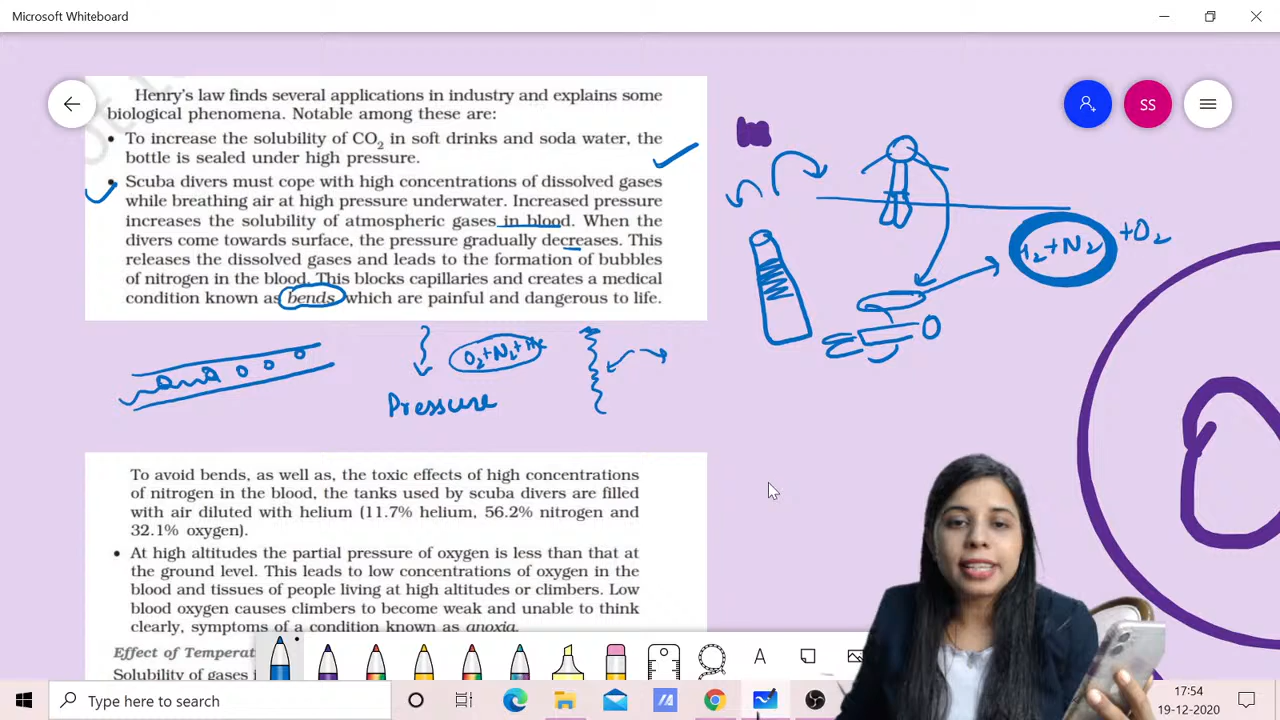 Microsoft Whiteboard
SS
Henry's law finds several applications in industry and explains some
biological phenomena. Notable among these are:
• To increase the solubility of CO2 in soft drinks and soda water, the
bottle is sealed under high pressure.
• Scuba divers must cope with high concentrations of dissolved gases
while breathing air at high pressure underwater. Increased pressure
increases the solubility of atmospheric gases in blood. When the
divers come towards surface, the pressure gradually decreases. This
releases the dissolved gases and leads to the formation of bubbles
of nitrogen in the blood. This blocks capillaries and creates a medical
condition known as bends, which are painful and dangerous to life.
+N2 +O2
O2+N2+He
Pressure
To avoid bends, as well as, the toxic effects of high concentrations
of nitrogen in the blood, the tanks used by scuba divers are filled
with air diluted with helium (11.7% helium, 56.2% nitrogen and
32.1% oxygen).
• At high altitudes the partial pressure of oxygen is less than that at
the ground level. This leads to low concentrations of oxygen in the
blood and tissues of people living at high altitudes or climbers. Low
blood oxygen causes climbers to become weak and unable to think
clearly, symptoms of a condition known as anoxia.
Effect of Temperat
Solubility of gases i
A
Type here to search
17:54
19-12-2020